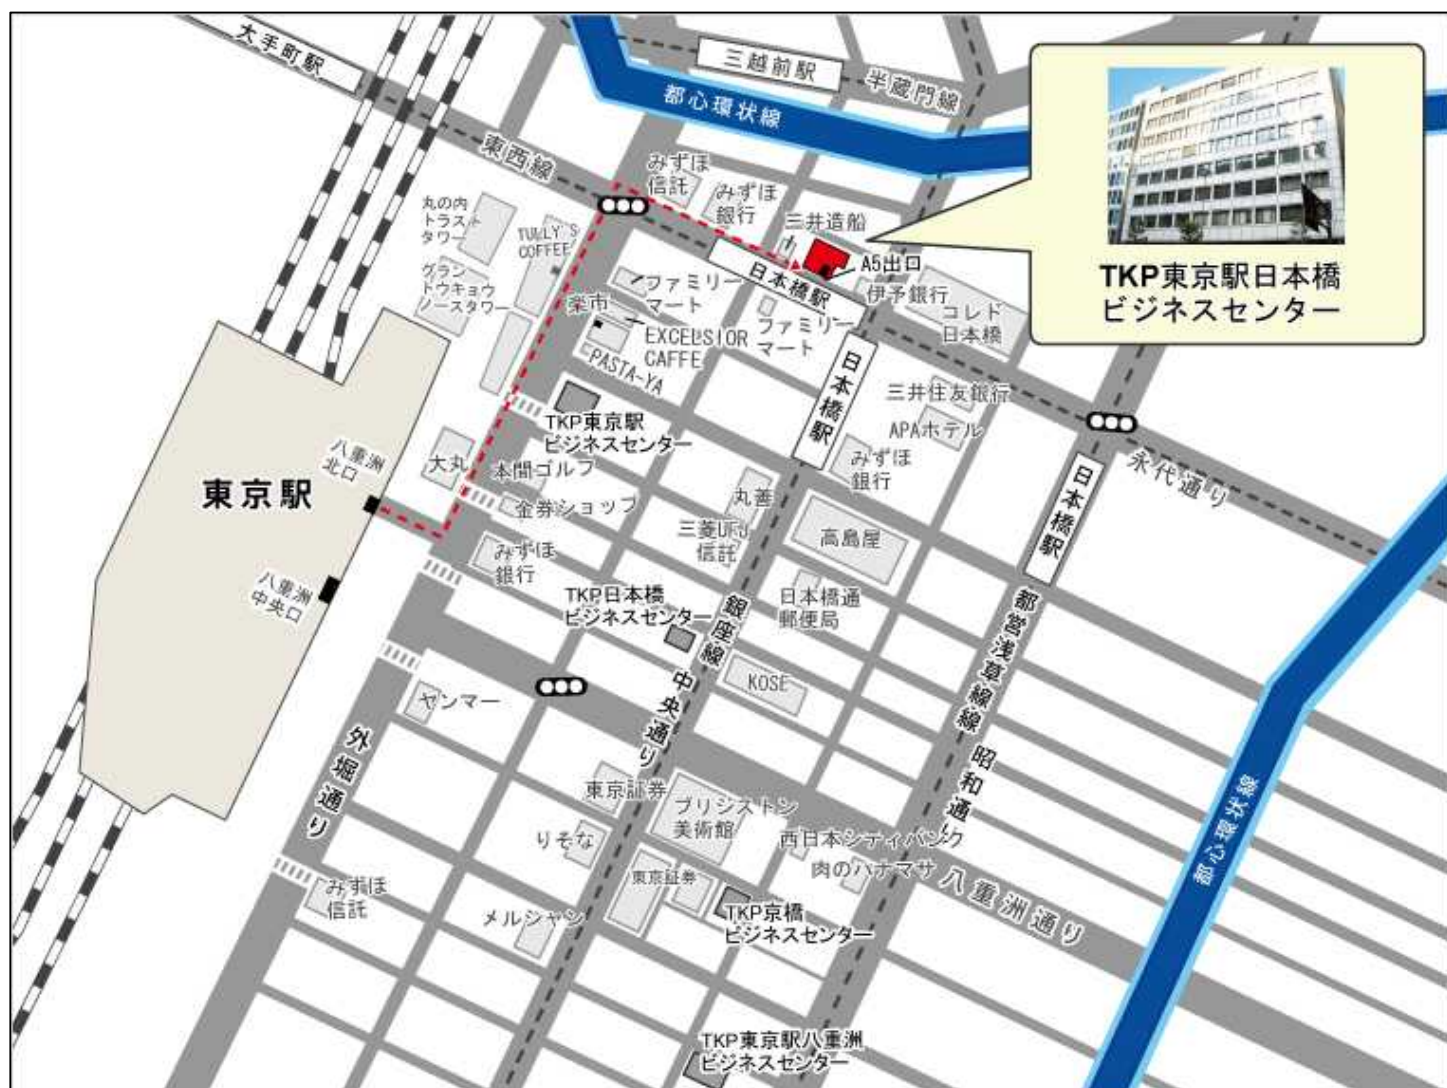 大手町駅
三越前駅
半蔵門線
都心環状線
東西線
みずほ
信託
みずほ
銀行
三井造船
A5出口
日本橋駅
伊予銀行
コレド
日本橋
TKP東京駅日本橋
ビジネスセンター
丸の内
トラスト
タワー
TULLY'S
COFFEE
グラン
トウキョウ
ノースタワー
楽市
ファミリー
マート
EXCELSIOR
CAFFE
PASTA-YA
ファミリー
マート
日本橋駅
三井住友銀行
APAホテル
みずほ
銀行
永代通り
日本橋駅
TKP東京駅
ビジネスセンター
八重洲
北口
大丸
本間ゴルフ
金券ショップ
東京駅
丸善
三菱UFJ
信託
高島屋
みずほ
銀行
八重洲
中央口
TKP日本橋
ビジネスセンター
日本橋通
郵便局
銀座線
中央通り
都営浅草線線
昭和通り
KOSE
ヤンマー
外堀通り
東京証券
ブリジストン
美術館
りそな
西日本シティバンク
肉のハナマサ
八重洲通り
都心環状線
みずほ
信託
東京証券
メルシャン
TKP京橋
ビジネスセンター
TKP東京駅八重洲
ビジネスセンター